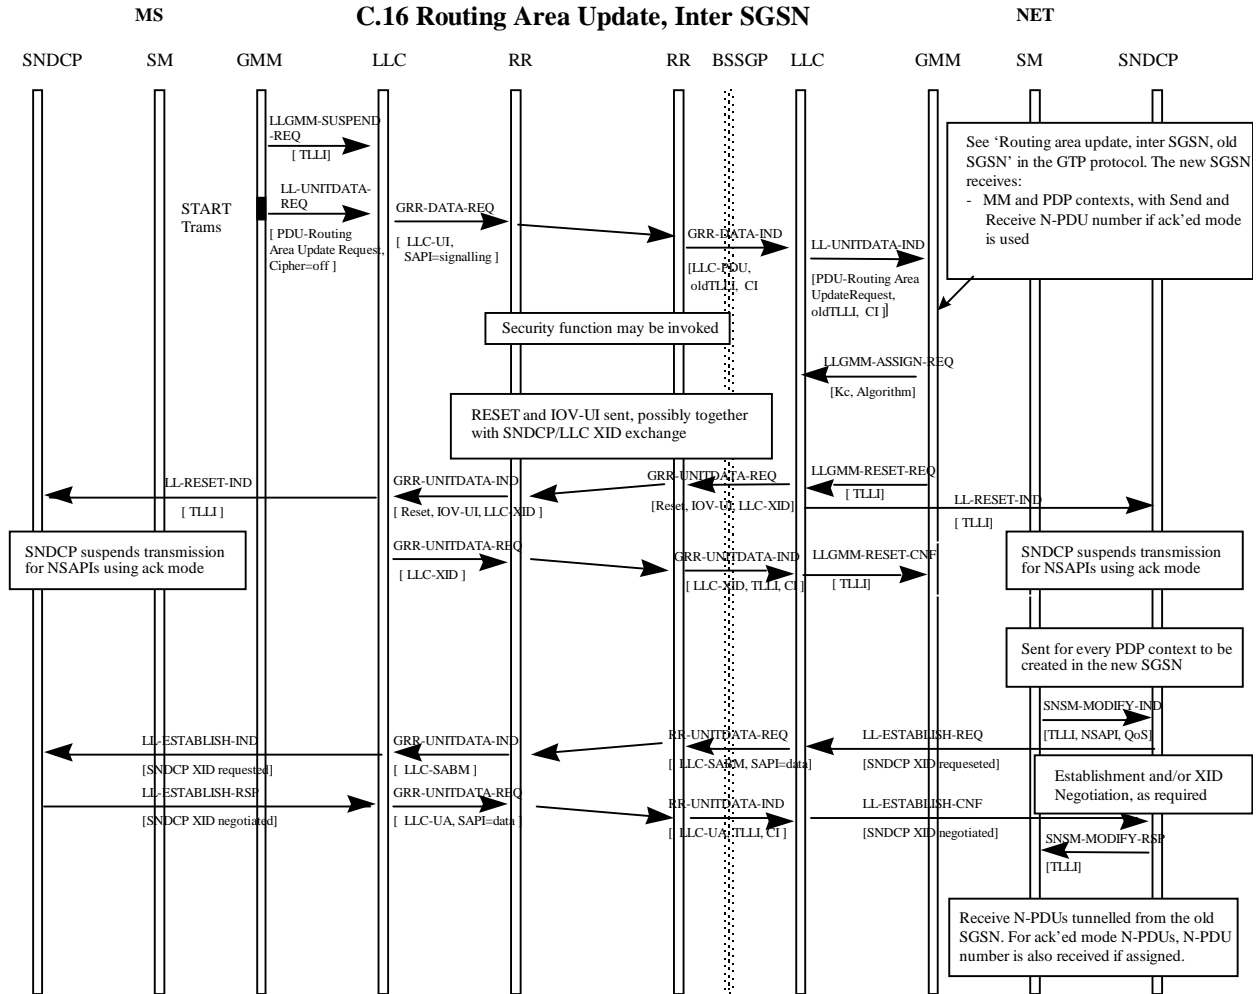 MS
C.16 Routing Area Update, Inter SGSN
NET
SNDCP
SM
GMM
LLC
RR
RR
BSSGP
LLC
GMM
SM
SNDCP
LLGMM-SUSPEND
-REQ
[ TLLI]
See ‘Routing area update, inter SGSN, old
SGSN’ in the GTP protocol. The new SGSN
receives:
- MM and PDP contexts, with Send and
Receive N-PDU number if ack’ed mode
is used
START
Trams
LL-UNITDATA-
REQ
[ PDU-Routing
Area Update Request,
Cipher=off ]
GRR-DATA-REQ
[ LLC-UI,
SAPI=signalling ]
GRR-DATA-IND
[LLC-PDU,
oldTLLI, CI
LL-UNITDATA-IND
[PDU-Routing Area
UpdateRequest,
oldTLLI, CI ]]
Security function may be invoked
LLGMM-ASSIGN-REQ
[Kc, Algorithm]
RESET and IOV-UI sent, possibly together
with SNDCP/LLC XID exchange
LL-RESET-IND
[ TLLI ]
GRR-UNITDATA-IND
[ Reset, IOV-UI, LLC-XID ]
GRR-UNITDATA-REQ
[Reset, IOV-UI, LLC-XID]
LLGMM-RESET-REQ
[ TLLI]
LL-RESET-IND
[ TLLI]
SNDCP suspends transmission
for NSAPIs using ack mode
GRR-UNITDATA-REQ
[ LLC-XID ]
GRR-UNITDATA-IND
[ LLC-XID, TLLI, CI ]
LLGMM-RESET-CNF
[ TLLI]
SNDCP suspends transmission
for NSAPIs using ack mode
Sent for every PDP context to be
created in the new SGSN
SNSM-MODIFY-IND
[TLLI, NSAPI, QoS]
LL-ESTABLISH-IND
[SNDCP XID requested]
GRR-UNITDATA-IND
[ LLC-SABM ]
RR-UNITDATA-REQ
[ LLC-SABM, SAPI=data]
LL-ESTABLISH-REQ
[SNDCP XID requeseted]
Establishment and/or XID
Negotiation, as required
LL-ESTABLISH-RSP
[SNDCP XID negotiated]
GRR-UNITDATA-REQ
[ LLC-UA, SAPI=data ]
RR-UNITDATA-IND
[ LLC-UA, TLLI, CI ]
LL-ESTABLISH-CNF
[SNDCP XID negotiated]
SNSM-MODIFY-RSP
[TLLI]
Receive N-PDUs tunnelled from the old
SGSN. For ack’ed mode N-PDUs, N-PDU
number is also received if assigned.